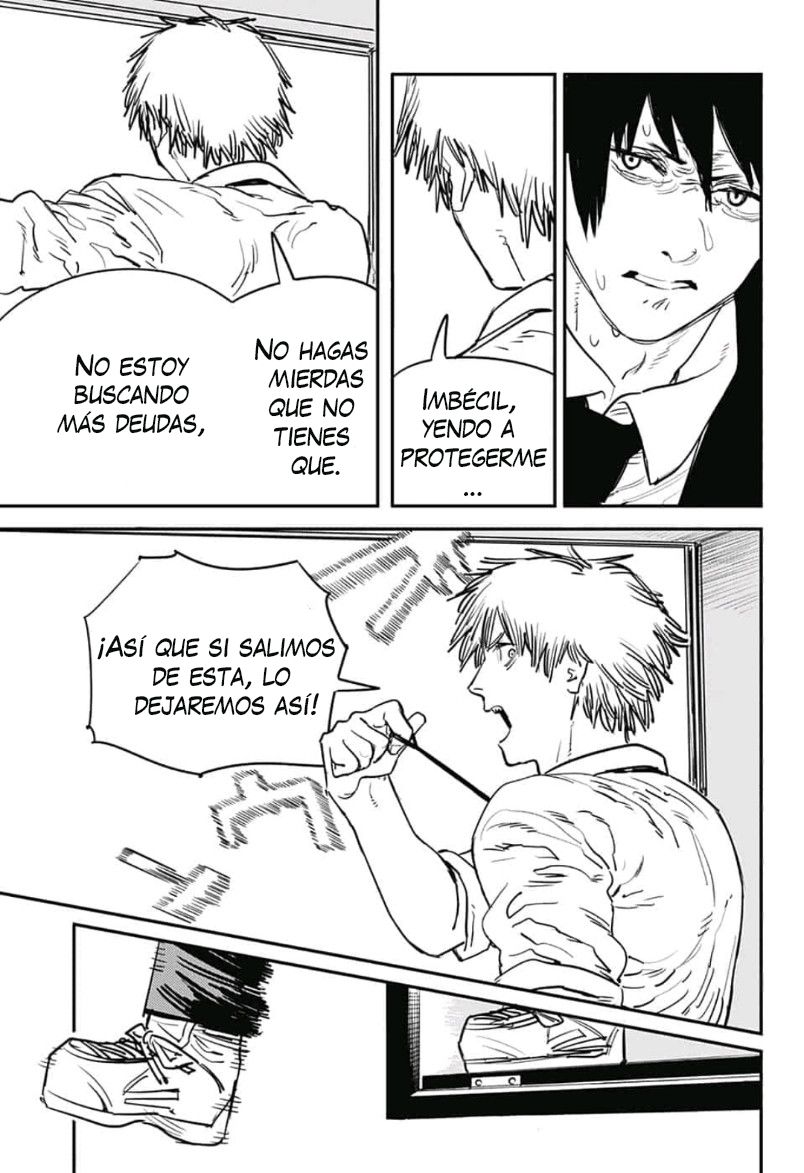 Imbécil,
yendo a
protegerme
...
No hagas
mierdas
que no
tienes
que.
No estoy
buscando
más deudas,
¡Así que si salimos
de esta, lo
dejaremos así!